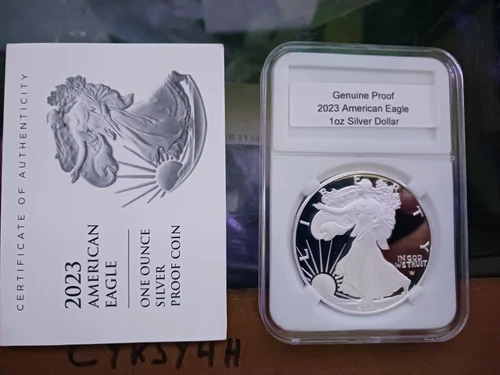 CERTIFICATE OF AUTHENTICITY
2023
AMERICAN
EAGLE
ONE OUNCE
SILVER
PROOF COIN
Genuine Proof
2023 American Eagle
1oz Silver Dollar
LIBERTY
IN GOD
WE TRUST